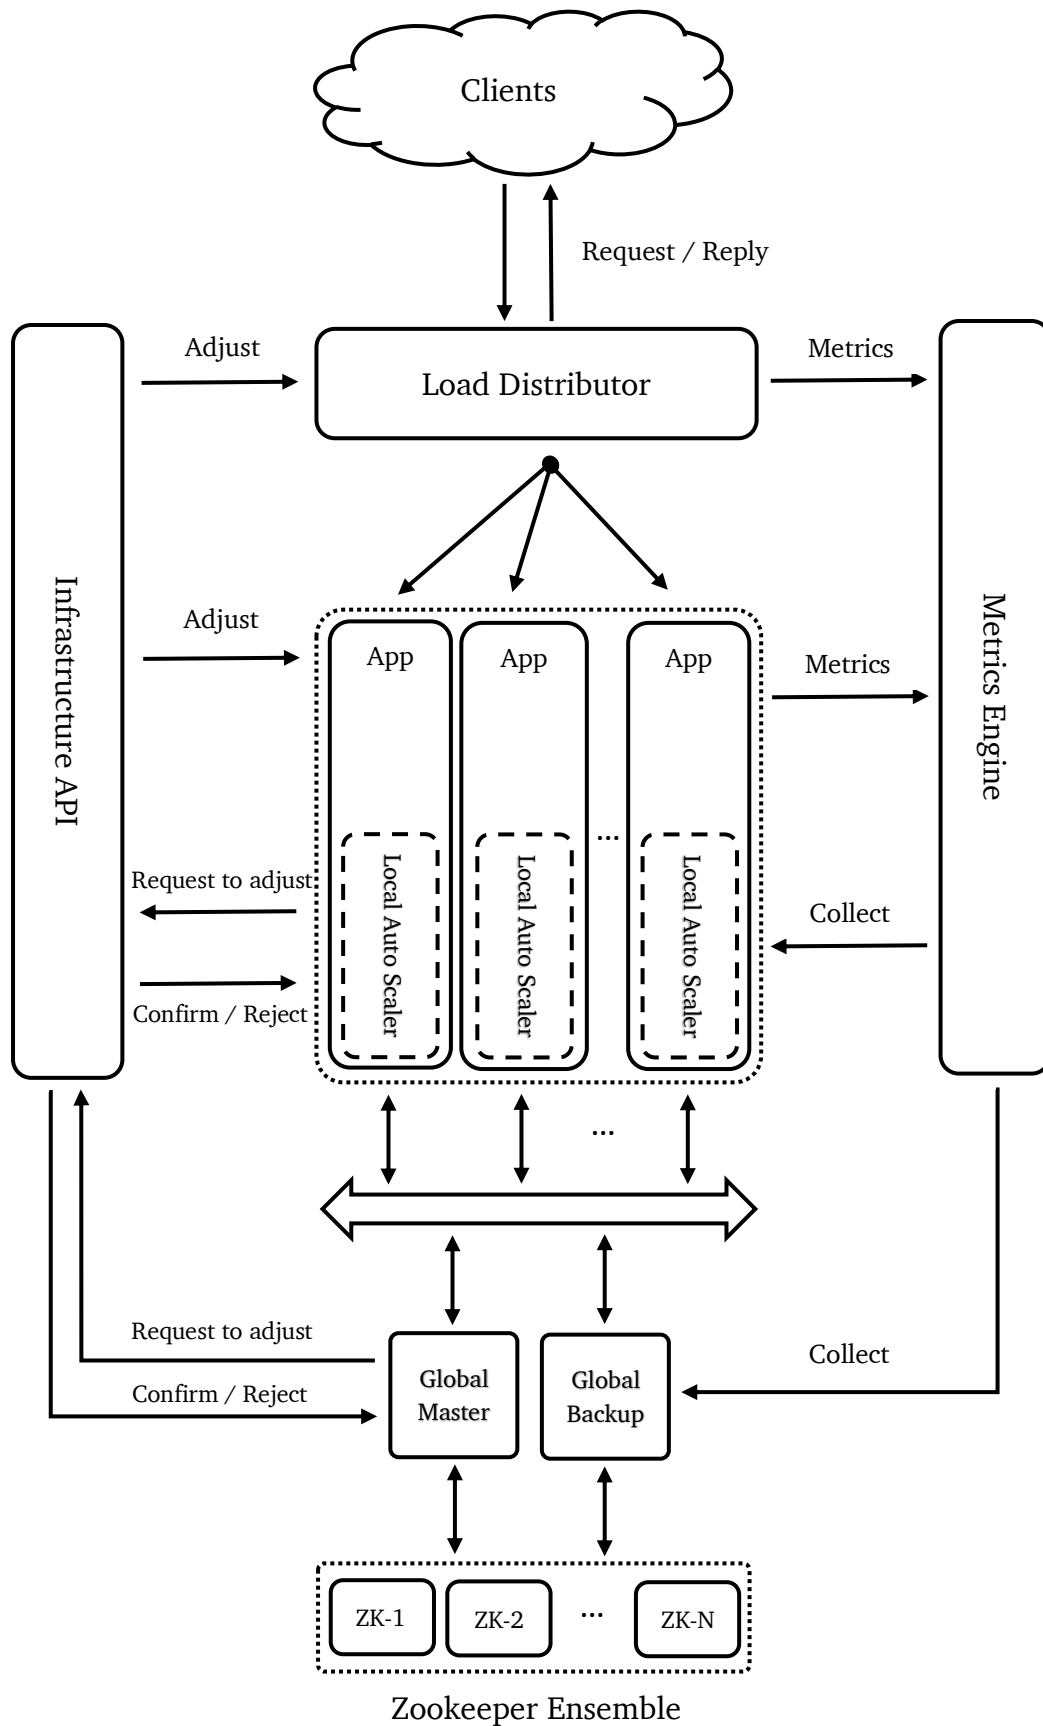 Clients
Request / Reply
Adjust
Load Distributor
Metrics
Infrastructure API
Adjust
App
App
App
Metrics
Metrics Engine
...
Local Auto Scaler
Local Auto Scaler
Local Auto Scaler
Request to adjust
Collect
Confirm / Reject
...
Request to adjust
Collect
Confirm / Reject
Global
Master
Global
Backup
ZK-1
ZK-2
...
ZK-N
Zookeeper Ensemble